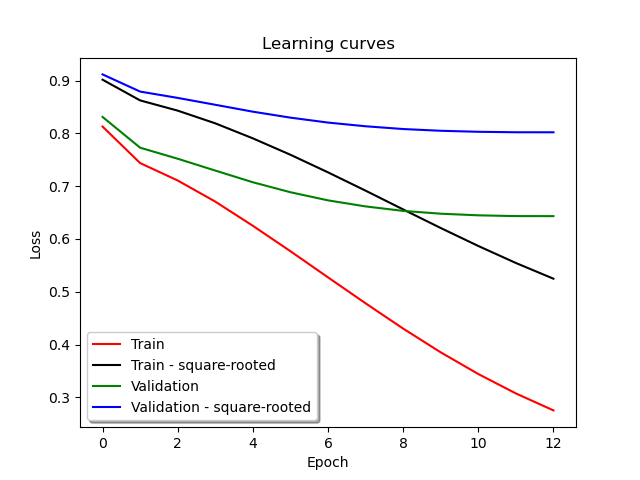 Learning curves
Loss
0.9
0.8
0.7
0.6
0.5
0.4
0.3
Train
Train - square-rooted
Validation
Validation - square-rooted
0 2 4 6 8 10 12
Epoch